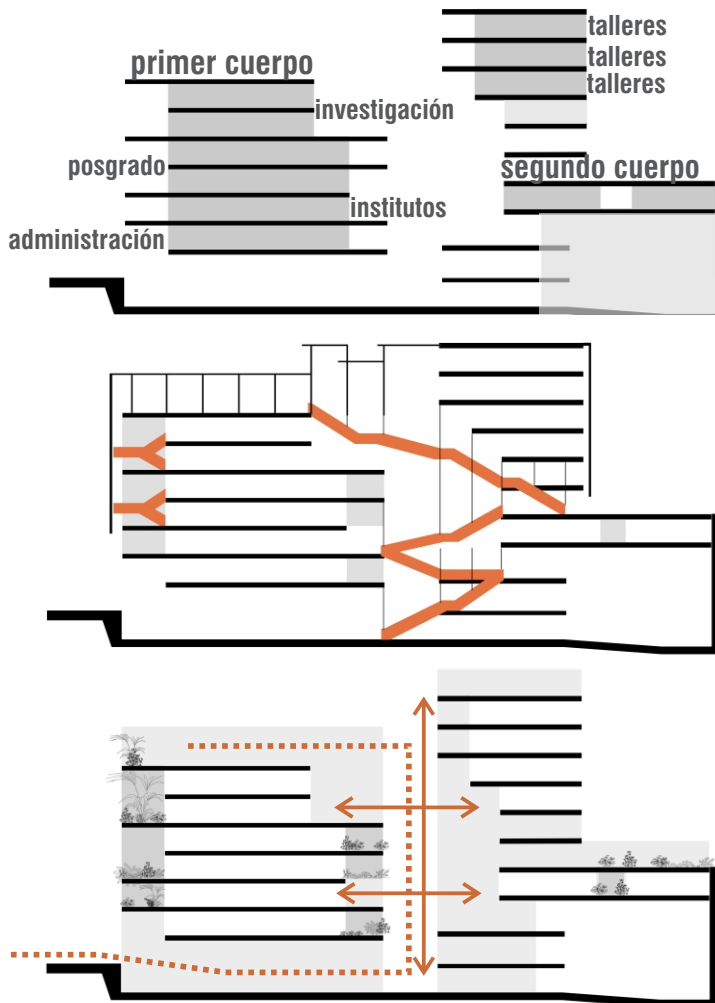 talleres
talleres
talleres
primer cuerpo
investigación
posgrado
segundo cuerpo
institutos
administración